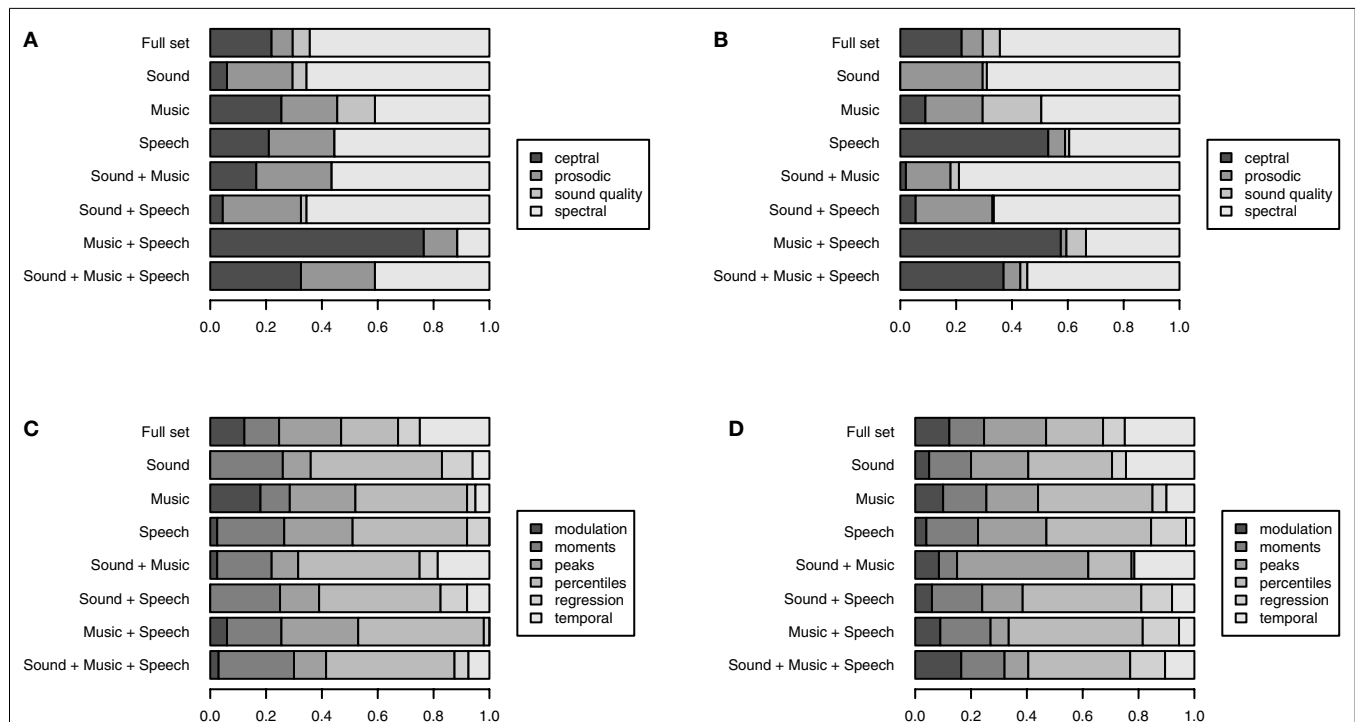 A
Full set
Sound
Music
Speech
Sound + Music
Sound + Speech
Music + Speech
Sound + Music + Speech
0.0 0.2 0.4 0.6 0.8 1.0
ceptral
prosodic
sound quality
spectral
B
Full set
Sound
Music
Speech
Sound + Music
Sound + Speech
Music + Speech
Sound + Music + Speech
0.0 0.2 0.4 0.6 0.8 1.0
ceptral
prosodic
sound quality
spectral
C
Full set
Sound
Music
Speech
Sound + Music
Sound + Speech
Music + Speech
Sound + Music + Speech
0.0 0.2 0.4 0.6 0.8 1.0
modulation
moments
peaks
percentiles
regression
temporal
D
Full set
Sound
Music
Speech
Sound + Music
Sound + Speech
Music + Speech
Sound + Music + Speech
0.0 0.2 0.4 0.6 0.8 1.0
modulation
moments
peaks
percentiles
regression
temporal